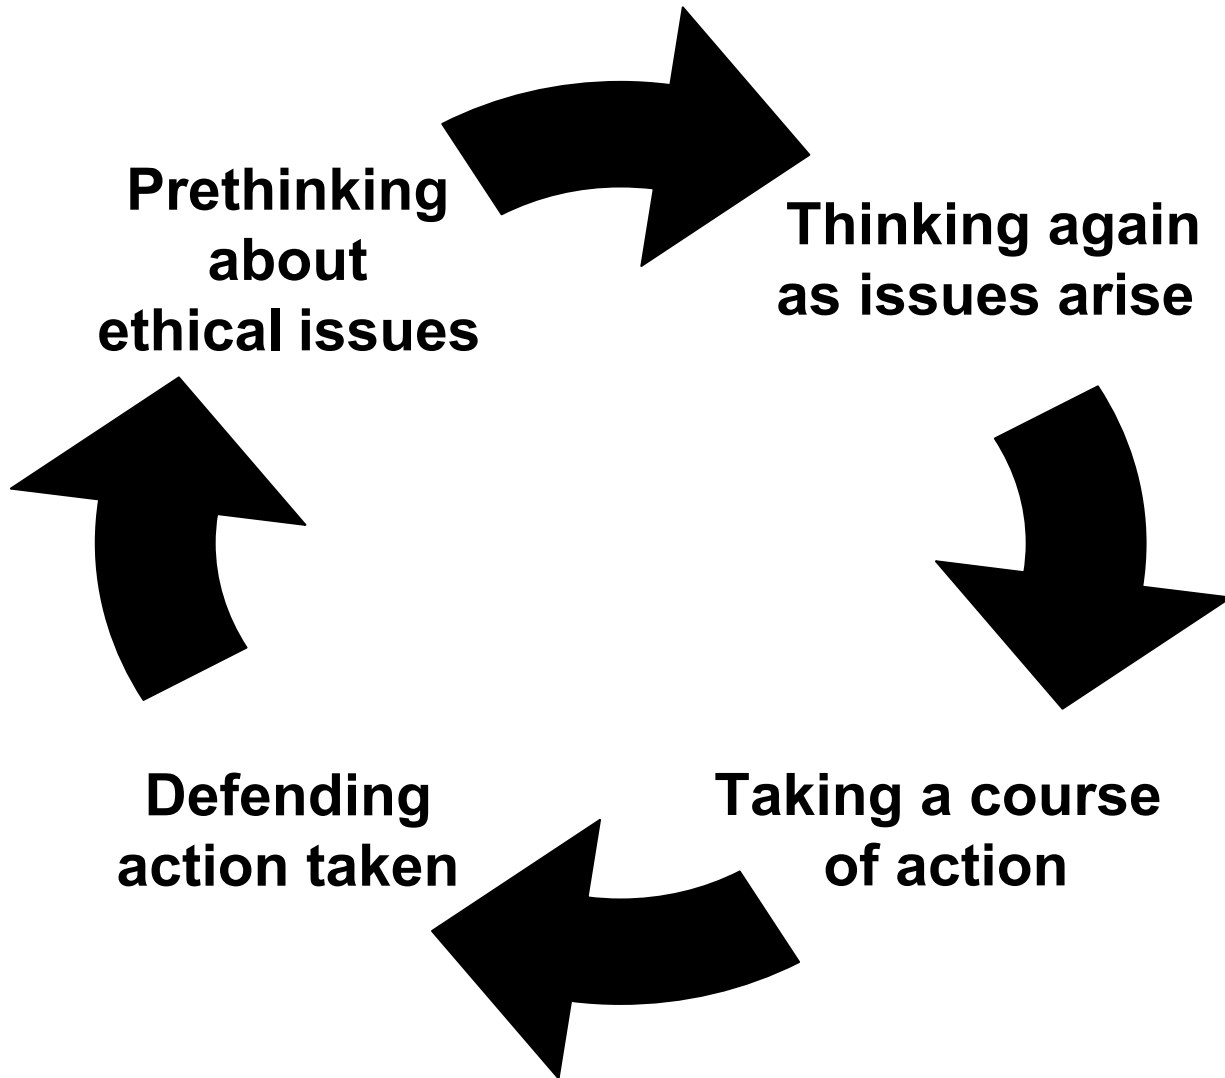 Prethinking
about
ethical issues
Thinking again
as issues arise
Taking a course
of action
Defending
action taken